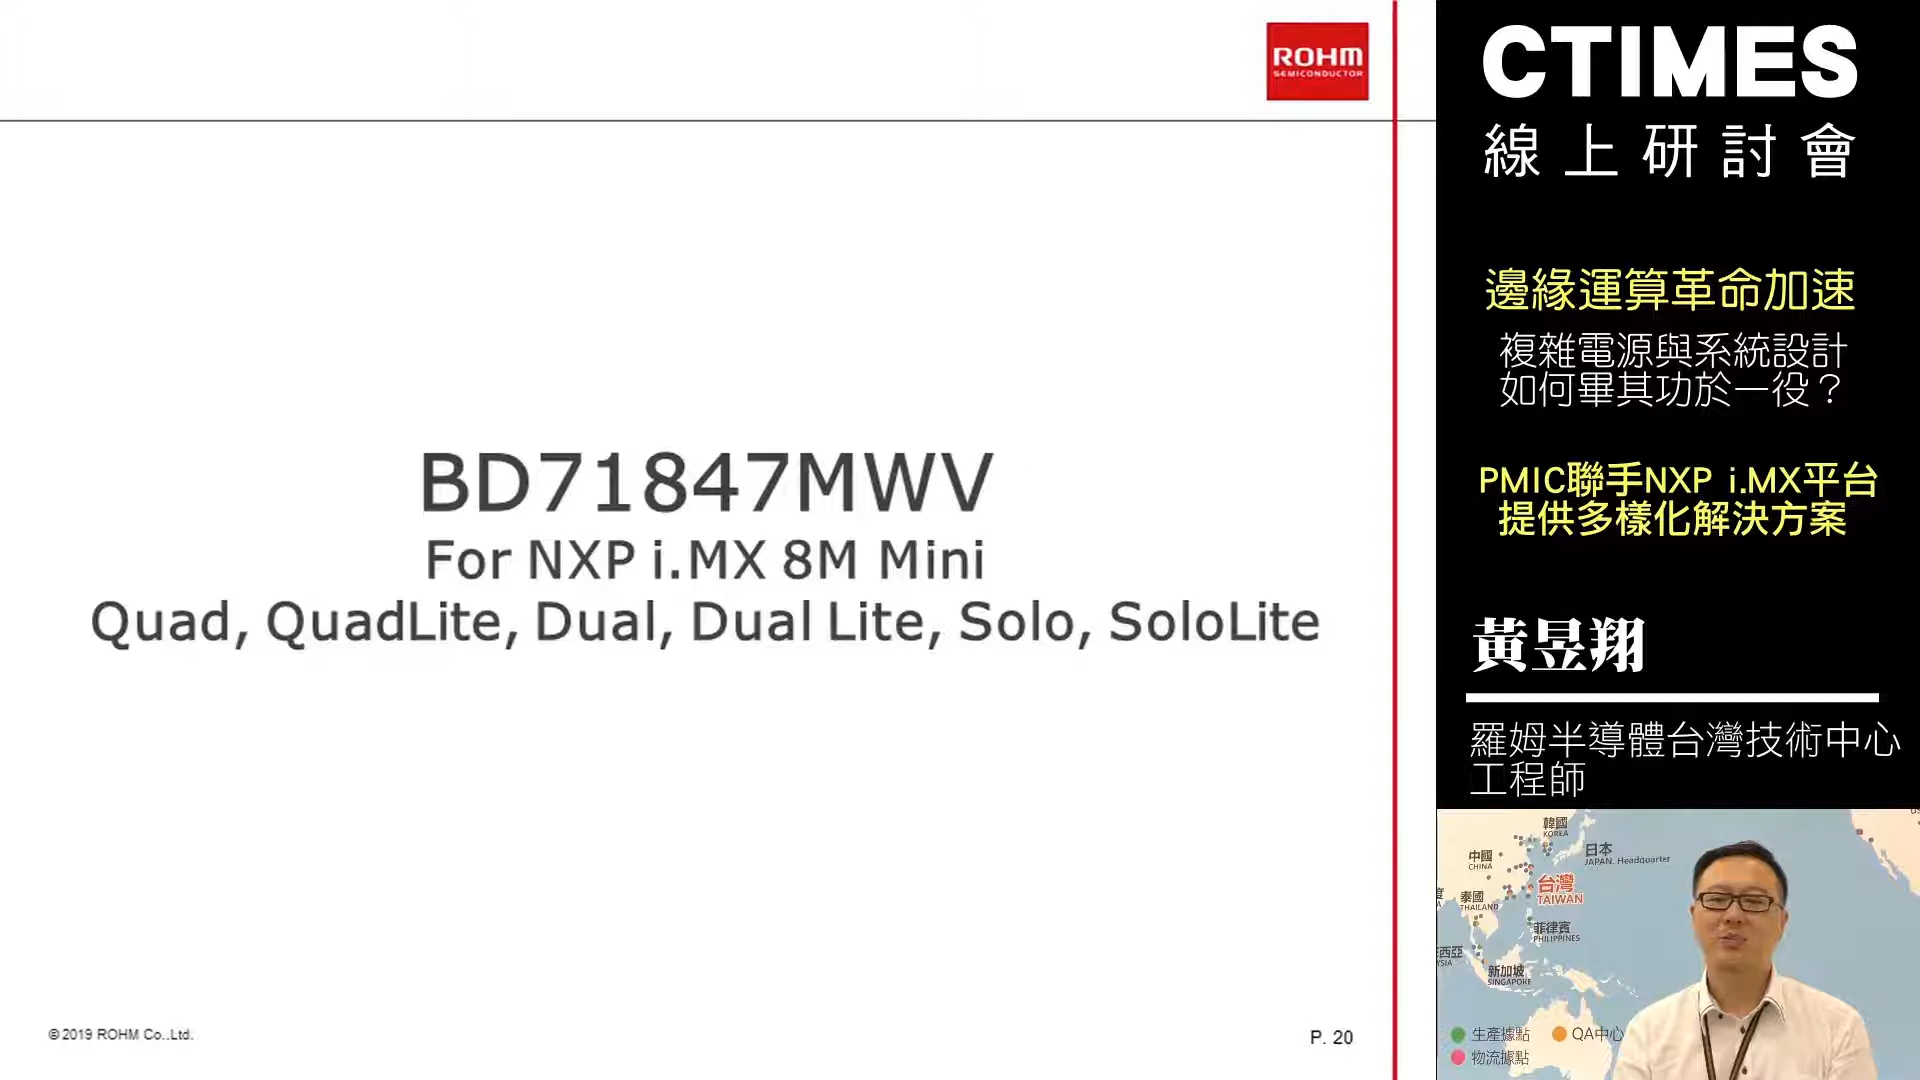 ROHM
SEMICONDUCTOR
BD71847MWV
For NXP i.MX 8M Mini
Quad, QuadLite, Dual, Dual Lite, Solo, SoloLite
© 2019 ROHM Co.,Ltd.
P. 20
CTIMES
線上研討會
邊緣運算革命加速
複雜電源與系統設計
如何畢其功於一役？
PMIC聯手NXP i.MX平台
提供多樣化解決方案
黃昱翔
羅姆半導體台灣技術中心
工程師
韓國
KOREA
日本
JAPAN. Headquarter
中國
CHINA
台灣
TAIWAN
泰國
THAILAND
菲律賓
PHILIPPINES
西亞
SIA
新加坡
SINGAPORE
生產據點
QA中心
物流據點